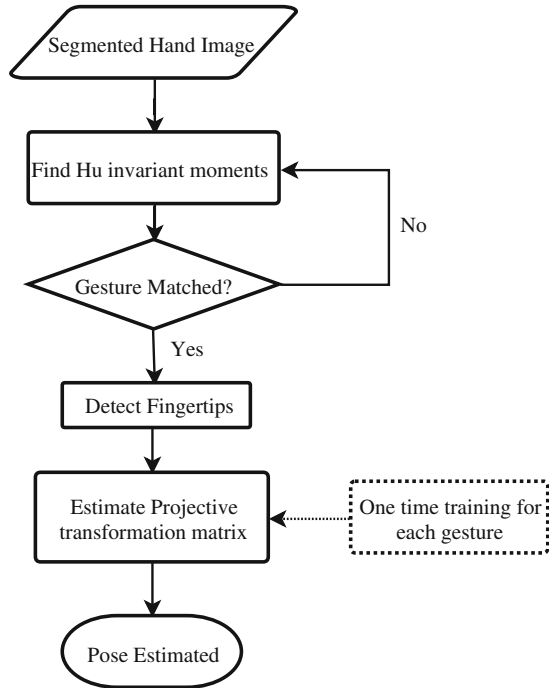 Segmented Hand Image
Find Hu invariant moments
No
Gesture Matched?
Yes
Detect Fingertips
Estimate Projective
transformation matrix
One time training for
each gesture
Pose Estimated